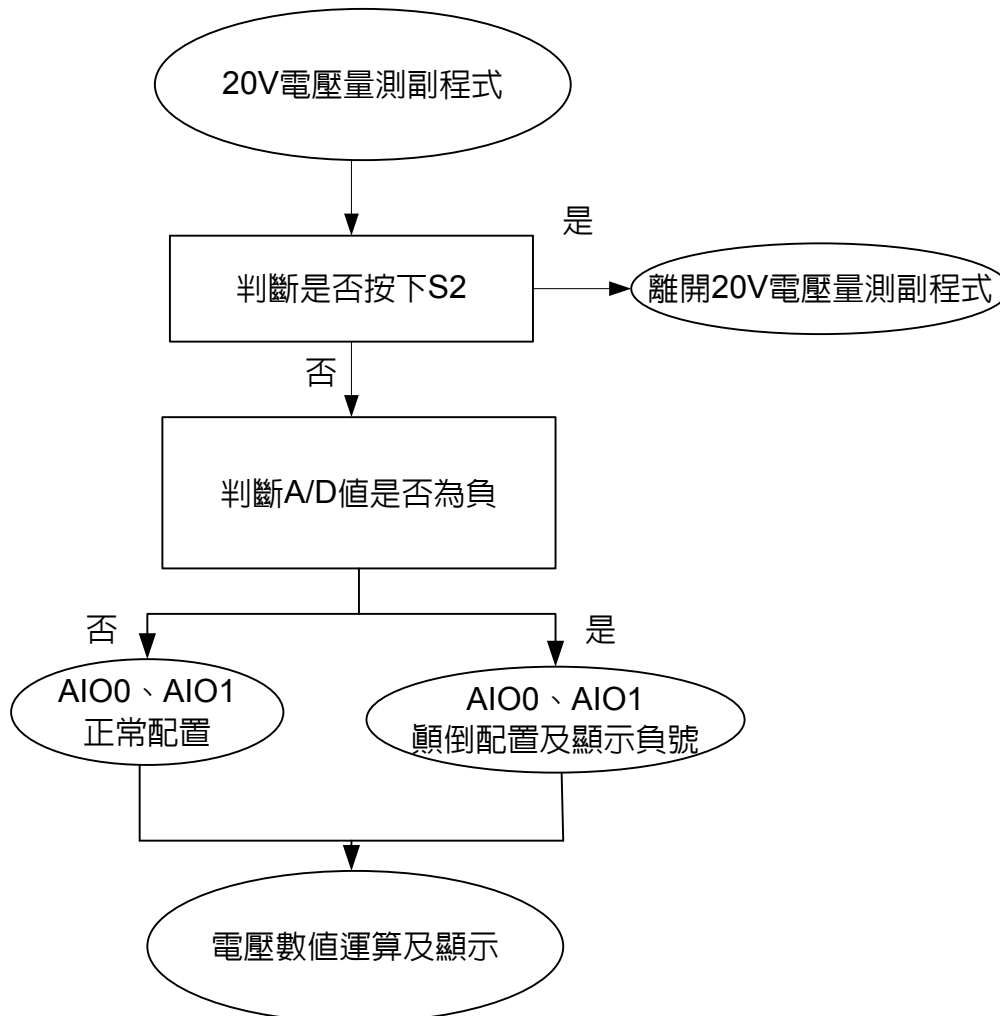 20V電壓量測副程式
是
判斷是否按下S2
離開20V電壓量測副程式
否
判斷A/D值是否為負
否
是
AIO0、AIO1
正常配置
AIO0、AIO1
顛倒配置及顯示負號
電壓數值運算及顯示